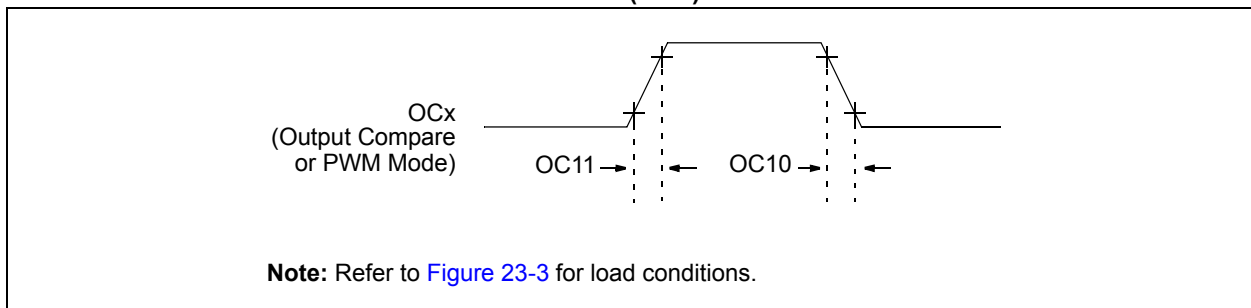 OCx
(Output Compare
or PWM Mode)
OC11
OC10
Note: Refer to Figure 23-3 for load conditions.